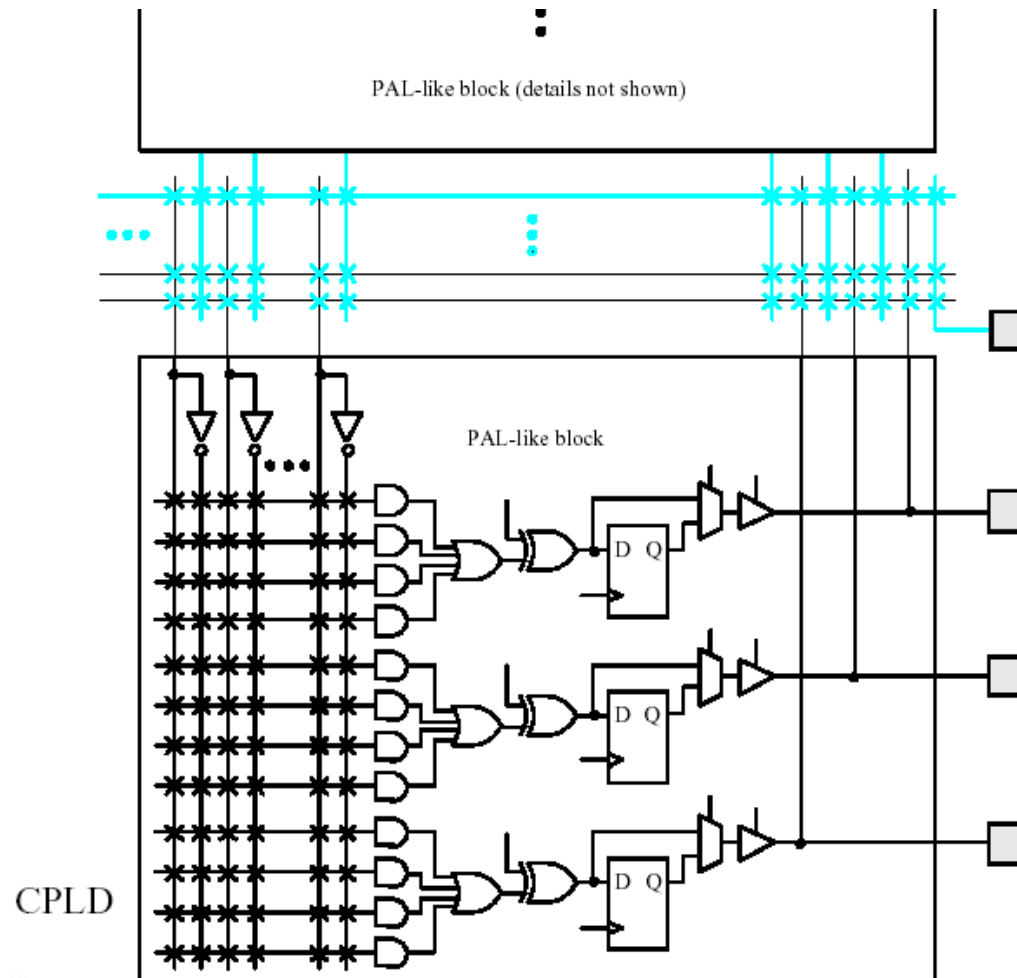 PAL-like block (details not shown)
PAL-like block
D Q
D Q
D Q
CPLD